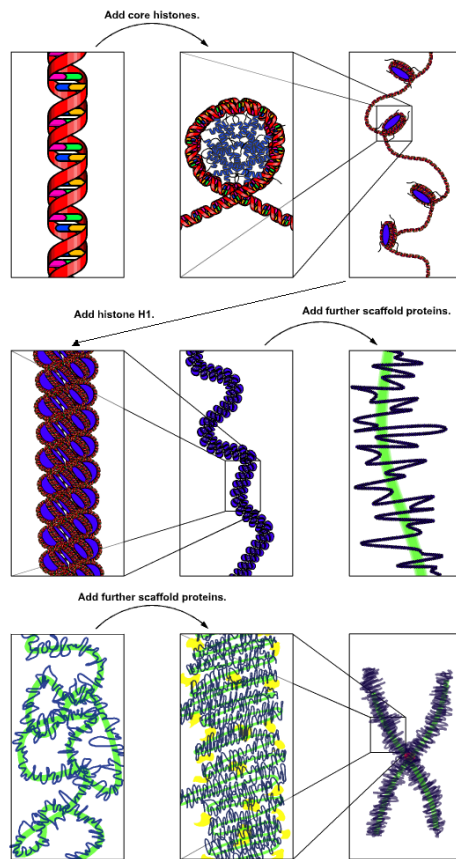 Add core histones.
Add histone H1.
Add further scaffold proteins.
Add further scaffold proteins.